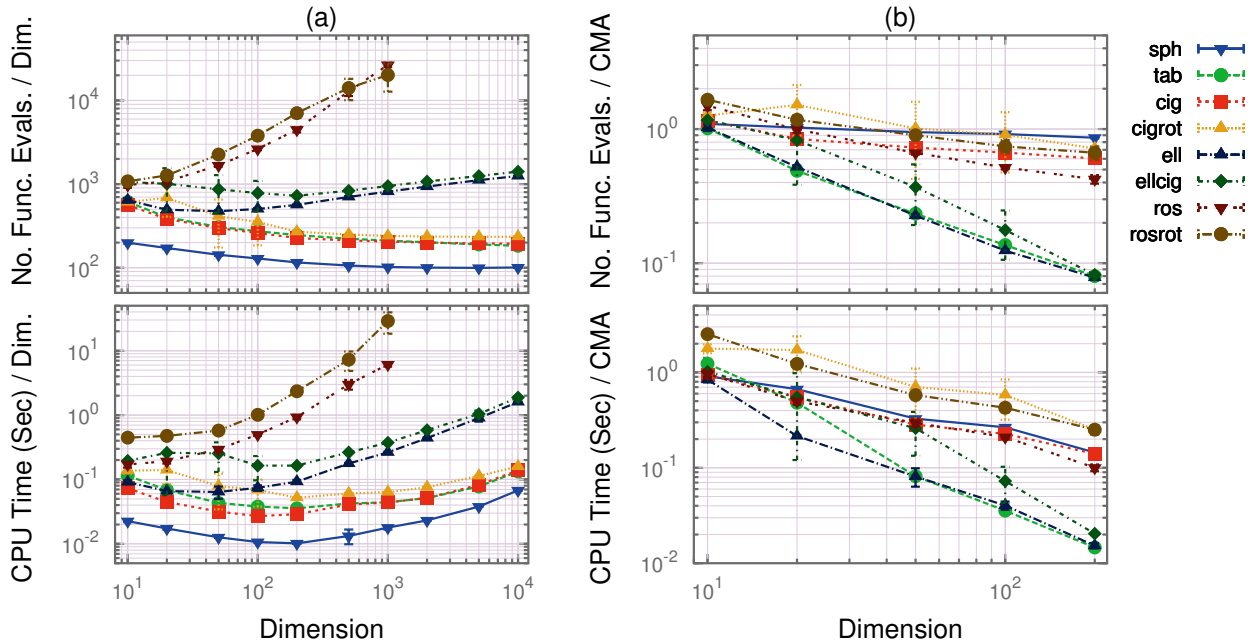 (a)
(b)
No. Func. Evals. / Dim.
10^4
10^3
10^2
CPU Time (Sec) / Dim.
10^1
10^0
10^-1
10^-2
10^1
10^2
10^3
10^4
Dimension
No. Func. Evals. / CMA
10^0
10^-1
CPU Time (Sec) / CMA
10^0
10^-1
10^-2
10^1
10^2
Dimension
sph
tab
cig
cigrot
ell
ellcig
ros
rosrot